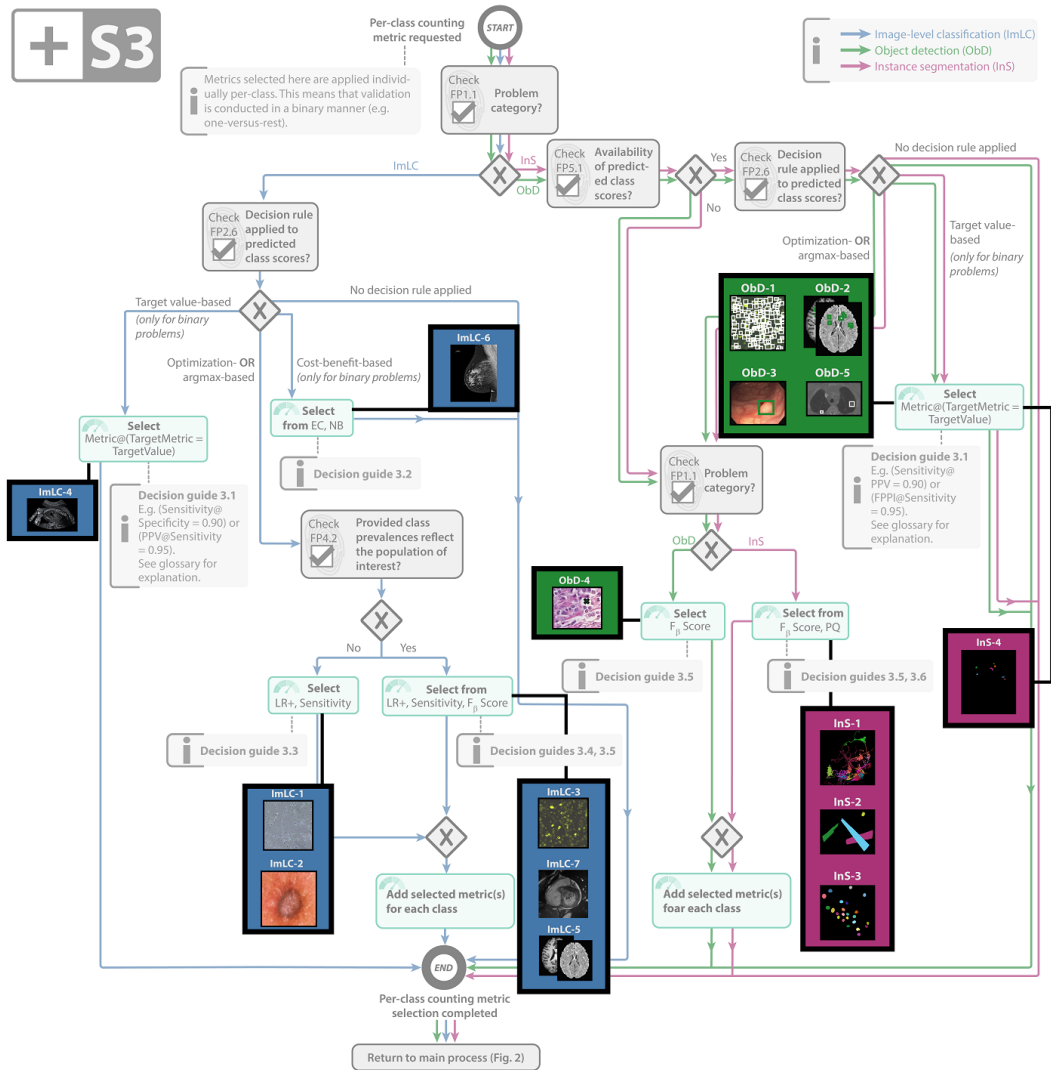 + S3
Per-class counting
metric requested
START
Image-level classification (ImLC)
Object detection (ObD)
Instance segmentation (InS)
Metrics selected here are applied individ-
ually per-class. This means that validation
is conducted in a binary manner (e.g.
one-versus-rest).
Check
FP1.1
Problem
category?
ImLC
InS
ObD
Check
FP5.1
Availability
of predict-
ed class
scores?
Yes
No
Check
FP2.6
Decision
rule applied
to predicted
class scores?
No decision rule applied
Check
FP2.6
Decision rule
applied to
predicted
class scores?
Optimization- OR
argmax-based
Target value-
based
(only for binary
problems)
Target value-based
(only for binary
problems)
No decision rule applied
Optimization- OR
argmax-based
Cost-benefit-based
(only for binary problems)
ImLC-6
ObD-1
ObD-2
ObD-3
ObD-5
Select
Metric@(TargetMetric =
TargetValue)
Select
from EC, NB
Select
Metric@(TargetMetric =
TargetValue)
Decision guide 3.2
ImLC-4
Decision guide 3.1
E.g. (Sensitivity@
Specificity = 0.90) or
(PPV@Sensitivity
= 0.95).
See glossary for
explanation.
Check
FP1.1
Problem
category?
Decision guide 3.1
E.g. (Sensitivity@
PPV = 0.90) or
(FPPI@Sensitivity
= 0.95).
See glossary for
explanation.
Check
FP4.2
Provided class
prevalences reflect
the population of
interest?
ObD
InS
ObD-4
Select
Fβ Score
Select from
Fβ Score, PQ
No
Yes
InS-4
Decision guide 3.5
Decision guides 3.5, 3.6
Select
LR+, Sensitivity
Select from
LR+, Sensitivity, Fβ Score
Decision guide 3.3
Decision guides 3.4, 3.5
InS-1
InS-2
InS-3
ImLC-1
ImLC-2
ImLC-3
ImLC-7
ImLC-5
Add selected metric(s)
for each class
Add selected metric(s)
foar each class
END
Per-class counting metric
selection completed
Return to main process (Fig. 2)